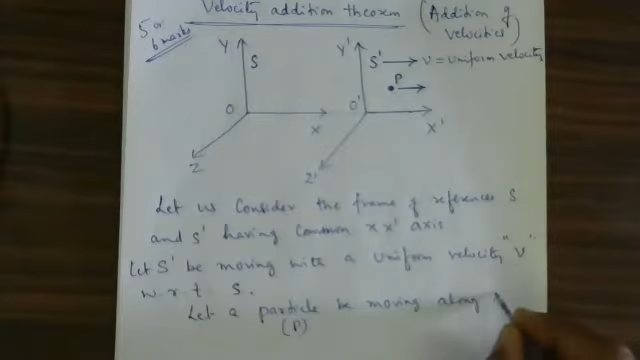 Velocity addition theorem (Addition of
velocities)
5 or
6 marks
Y S Y' S' → v = uniform velocity
P
O X O' X'
Z Z'
Let us consider the frame of references S
and S' having common x x' axis
Let S' be moving with a uniform velocity "v"
w.r.t S.
Let a particle be moving along
(P)